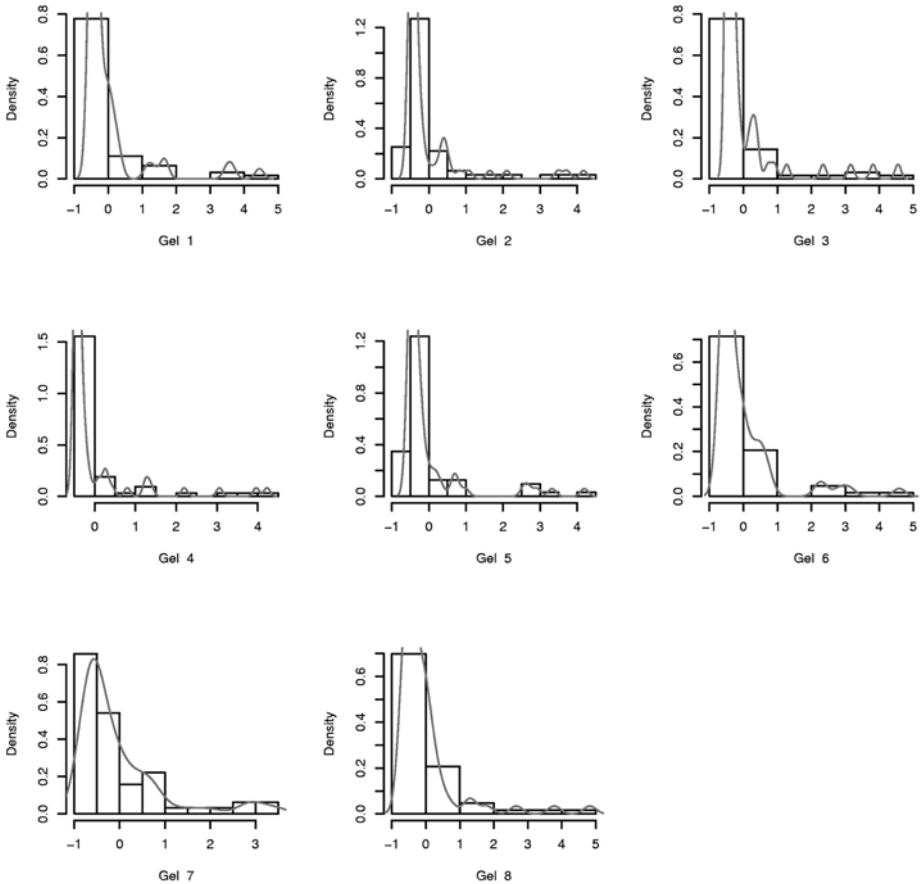 Density
0.0 0.2 0.4 0.6 0.8
−1 0 1 2 3 4 5
Gel 1
Density
0.0 0.4 0.8 1.2
−1 0 1 2 3 4
Gel 2
Density
0.0 0.2 0.4 0.6 0.8
−1 0 1 2 3 4 5
Gel 3
Density
0.0 0.5 1.0 1.5
0 1 2 3 4
Gel 4
Density
0.0 0.4 0.8 1.2
−1 0 1 2 3 4
Gel 5
Density
0.0 0.2 0.4 0.6
−1 0 1 2 3 4 5
Gel 6
Density
0.0 0.2 0.4 0.6 0.8
−1 0 1 2 3
Gel 7
Density
0.0 0.2 0.4 0.6
−1 0 1 2 3 4 5
Gel 8